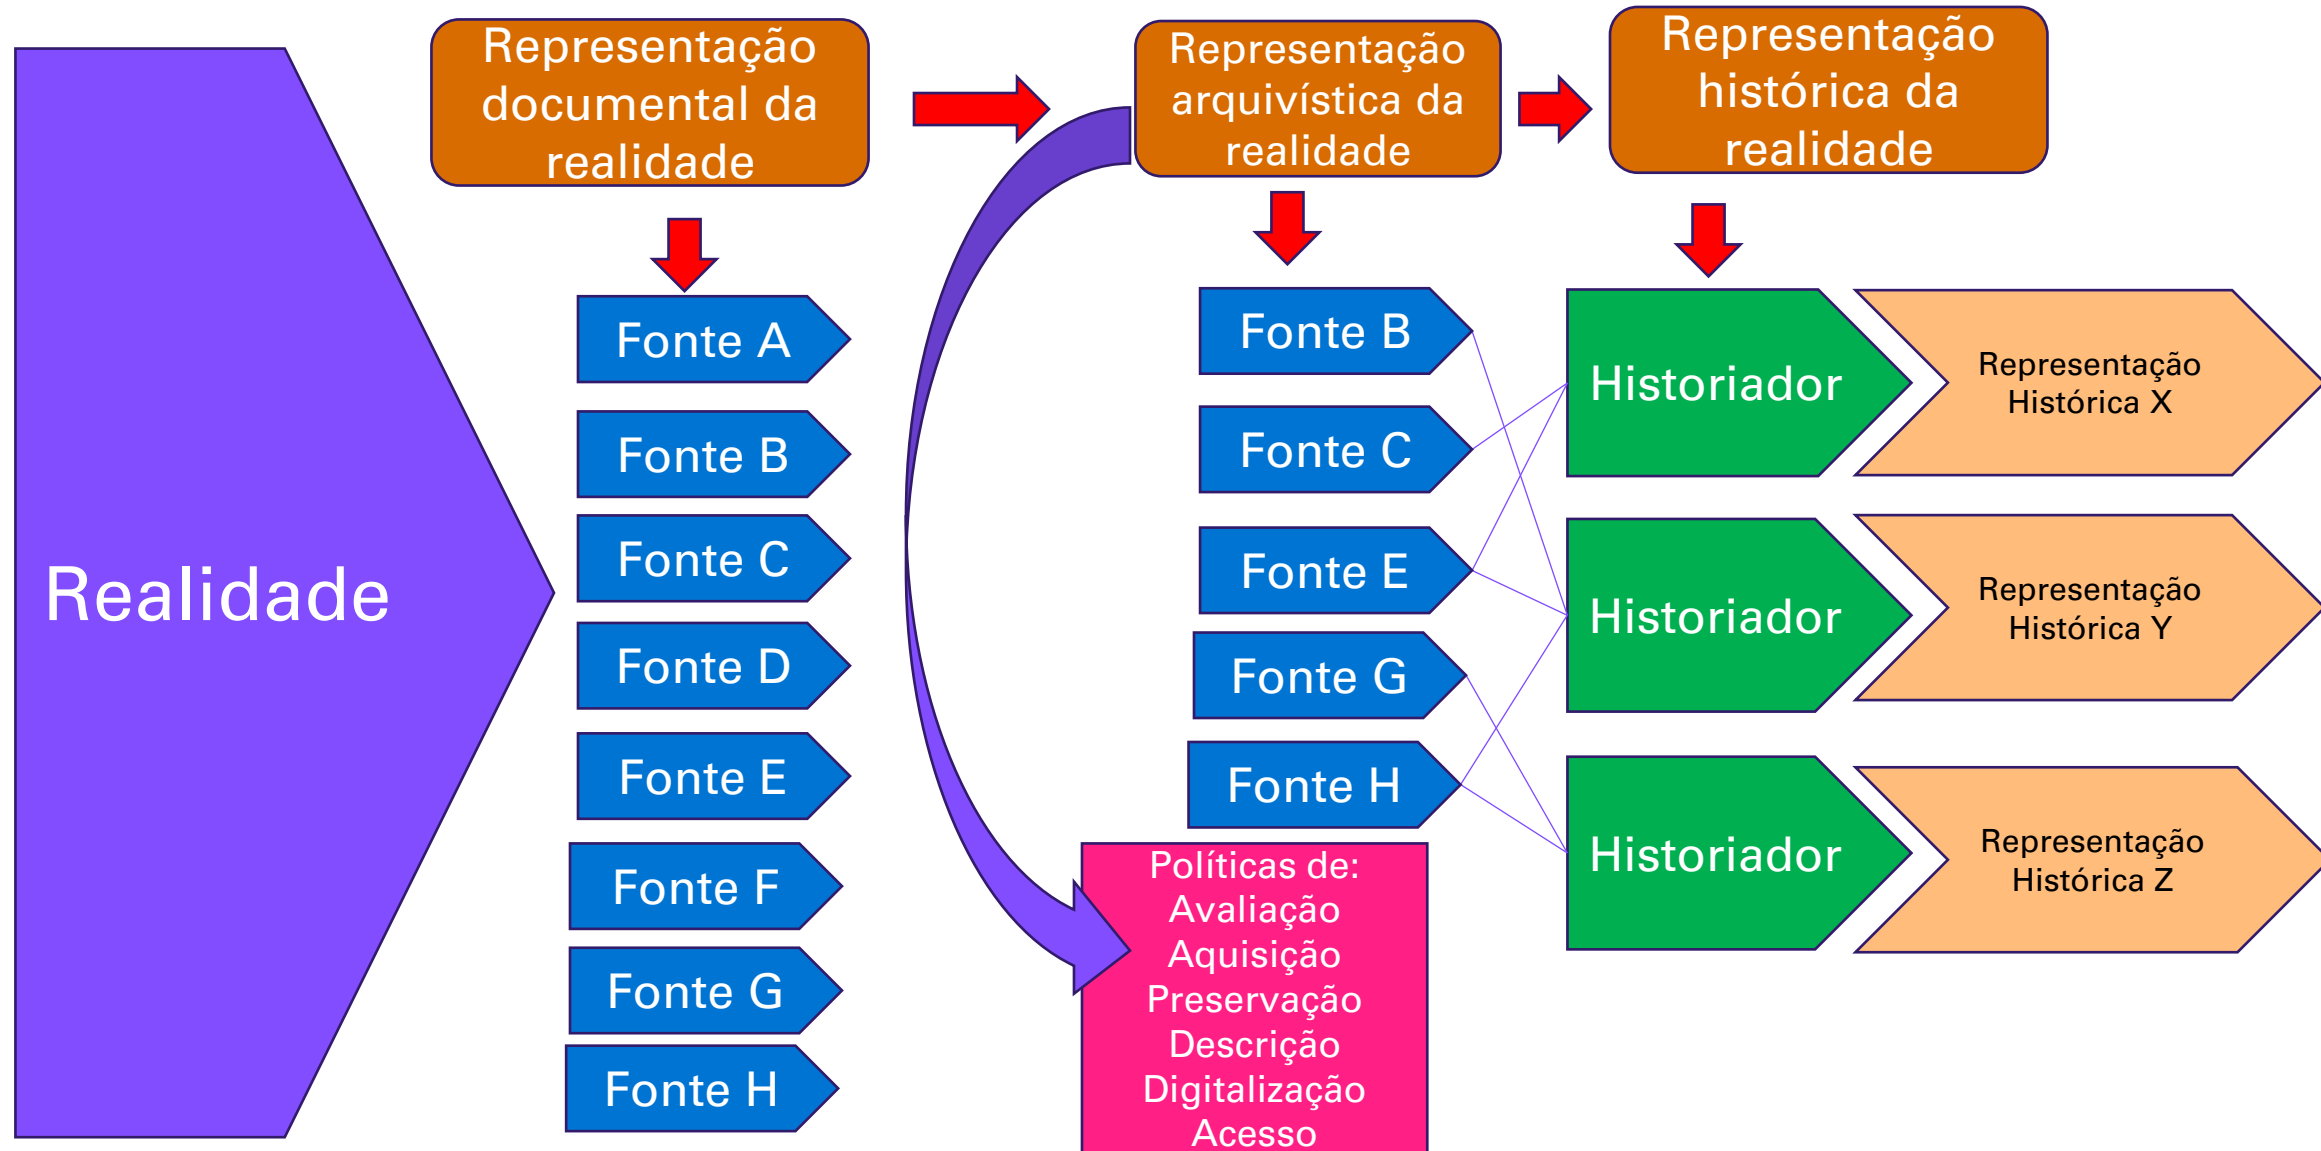 Realidade
Representação
documental da
realidade
Fonte A
Fonte B
Fonte C
Fonte D
Fonte E
Fonte F
Fonte G
Fonte H
Representação
arquivística da
realidade
Fonte B
Fonte C
Fonte E
Fonte G
Fonte H
Políticas de:
Avaliação
Aquisição
Preservação
Descrição
Digitalização
Acesso
Representação
histórica da
realidade
Historiador
Representação
Histórica X
Historiador
Representação
Histórica Y
Historiador
Representação
Histórica Z